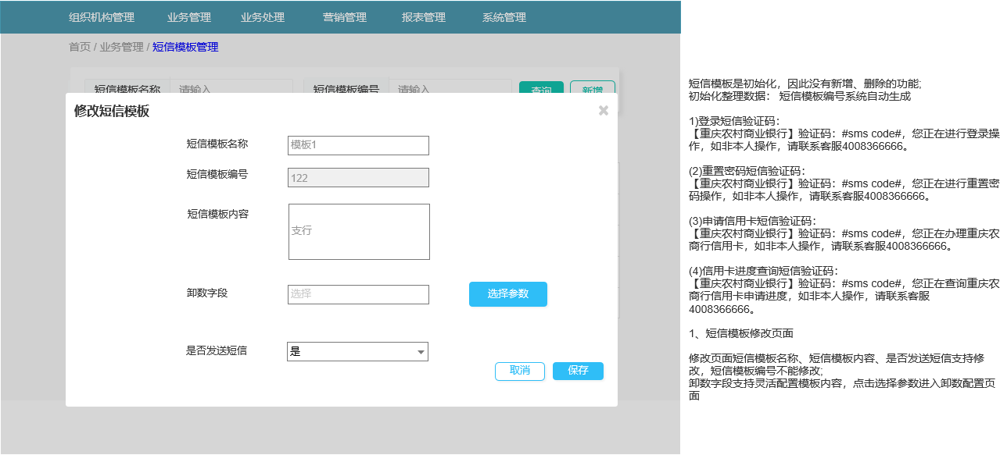 组织机构管理 业务管理 业务处理 营销管理 报表管理 系统管理
首页 / 业务管理 / 短信模板管理
短信模板名称 请输入 短信模板编号 请输入 查询 新增
修改短信模板
短信模板名称 模板1
短信模板编号 122
短信模板内容 支行
卸数字段 选择 选择参数
是否发送短信 是
取消 保存
短信模板是初始化，因此没有新增、删除的功能;
初始化整理数据： 短信模板编号系统自动生成
1)登录短信验证码：
【重庆农村商业银行】验证码：#sms code#，您正在进行登录操
作，如非本人操作，请联系客服4008366666。
(2)重置密码短信验证码：
【重庆农村商业银行】验证码：#sms code#，您正在进行重置密
码操作，如非本人操作，请联系客服4008366666。
(3)申请信用卡短信验证码：
【重庆农村商业银行】验证码：#sms code#，您正在办理重庆农
商行信用卡，如非本人操作，请联系客服4008366666。
(4)信用卡进度查询短信验证码：
【重庆农村商业银行】验证码：#sms code#，您正在查询重庆农
商行信用卡申请进度，如非本人操作，请联系客服
4008366666。
1、短信模板修改页面
修改页面短信模板名称、短信模板内容、是否发送短信支持修
改，短信模板编号不能修改;
卸数字段支持灵活配置模板内容，点击选择参数进入卸数配置页
面